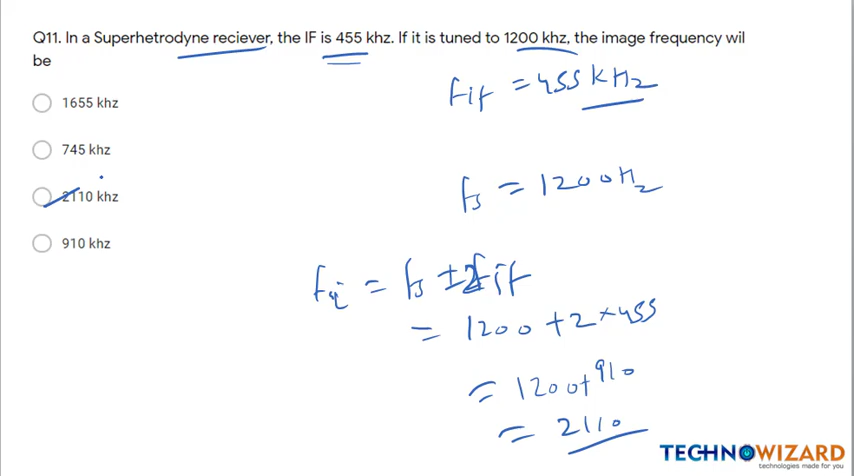 Q11. In a Superhetrodyne reciever, the IF is 455 khz. If it is tuned to 1200 khz, the image frequency wil
be
1655 khz
745 khz
2110 khz
910 khz
fif = 455 kHz
fs = 1200Hz
fi = fs ± 2fif
= 1200 + 2 × 455
= 1200 + 910
= 2110
TECHNOWIZARD
technologies made for you